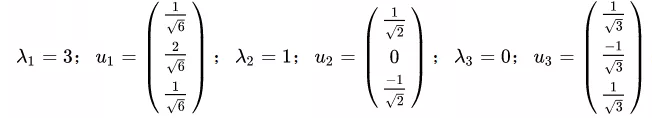 λ₁ = 3; u₁ = (1/√6, 2/√6, 1/√6); λ₂ = 1; u₂ = (1/√2, 0, -1/√2); λ₃ = 0; u₃ = (1/√3, -1/√3, 1/√3)